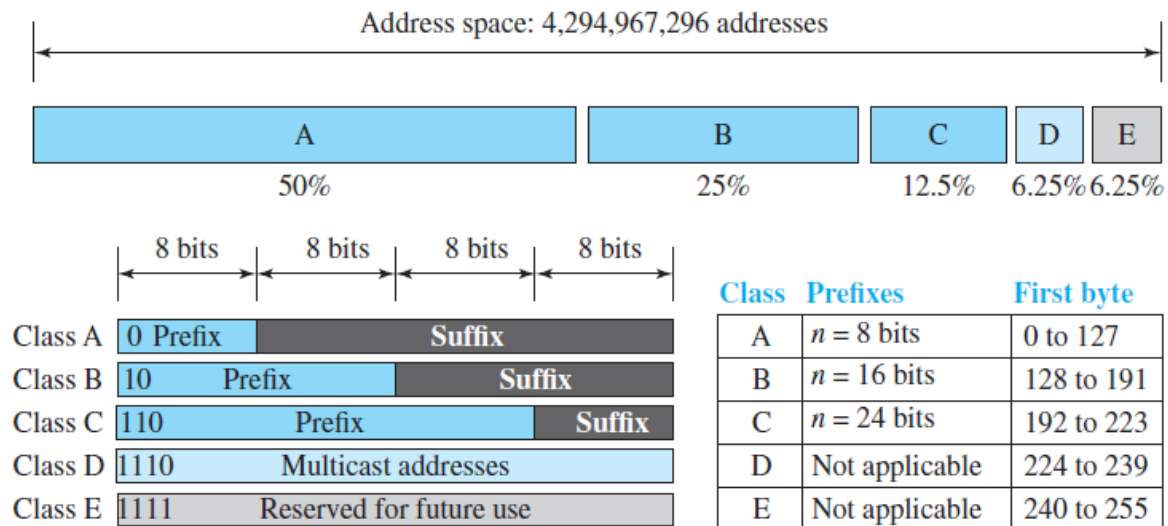 Address space: 4,294,967,296 addresses
A B C D E
50% 25% 12.5% 6.25% 6.25%
8 bits 8 bits 8 bits 8 bits
Class A 0 Prefix Suffix
Class B 10 Prefix Suffix
Class C 110 Prefix Suffix
Class D 1110 Multicast addresses
Class E 1111 Reserved for future use
Class Prefixes First byte
A n = 8 bits 0 to 127
B n = 16 bits 128 to 191
C n = 24 bits 192 to 223
D Not applicable 224 to 239
E Not applicable 240 to 255